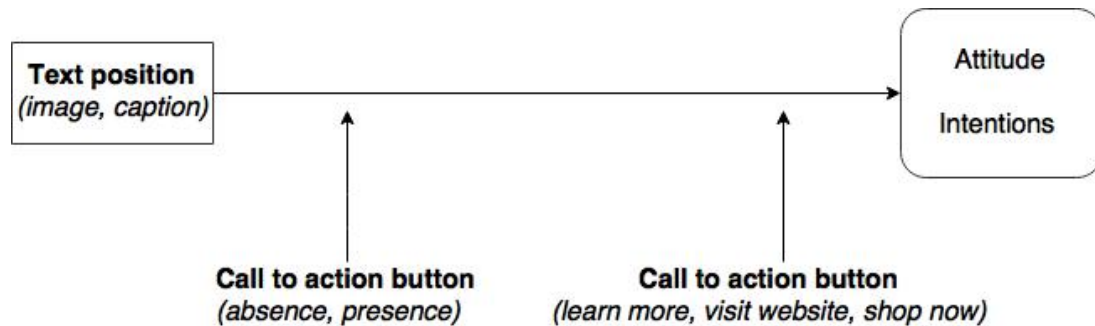 Text position
(image, caption)
Attitude
Intentions
Call to action button
(absence, presence)
Call to action button
(learn more, visit website, shop now)